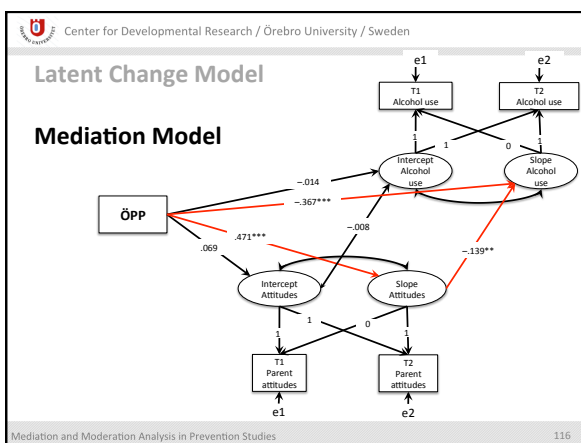 ÖREBRO UNIVERSITET
Center for Developmental Research / Örebro University / Sweden
Latent Change Model
Mediation Model
e1
e2
T1
Alcohol use
T2
Alcohol use
1
1
0
1
Intercept
Alcohol
use
Slope
Alcohol
use
ÖPP
–.014
–.367***
–.008
.471***
.069
–.139**
Intercept
Attitudes
Slope
Attitudes
1
1
0
1
T1
Parent
attitudes
T2
Parent
attitudes
e1
e2
Mediation and Moderation Analysis in Prevention Studies
116